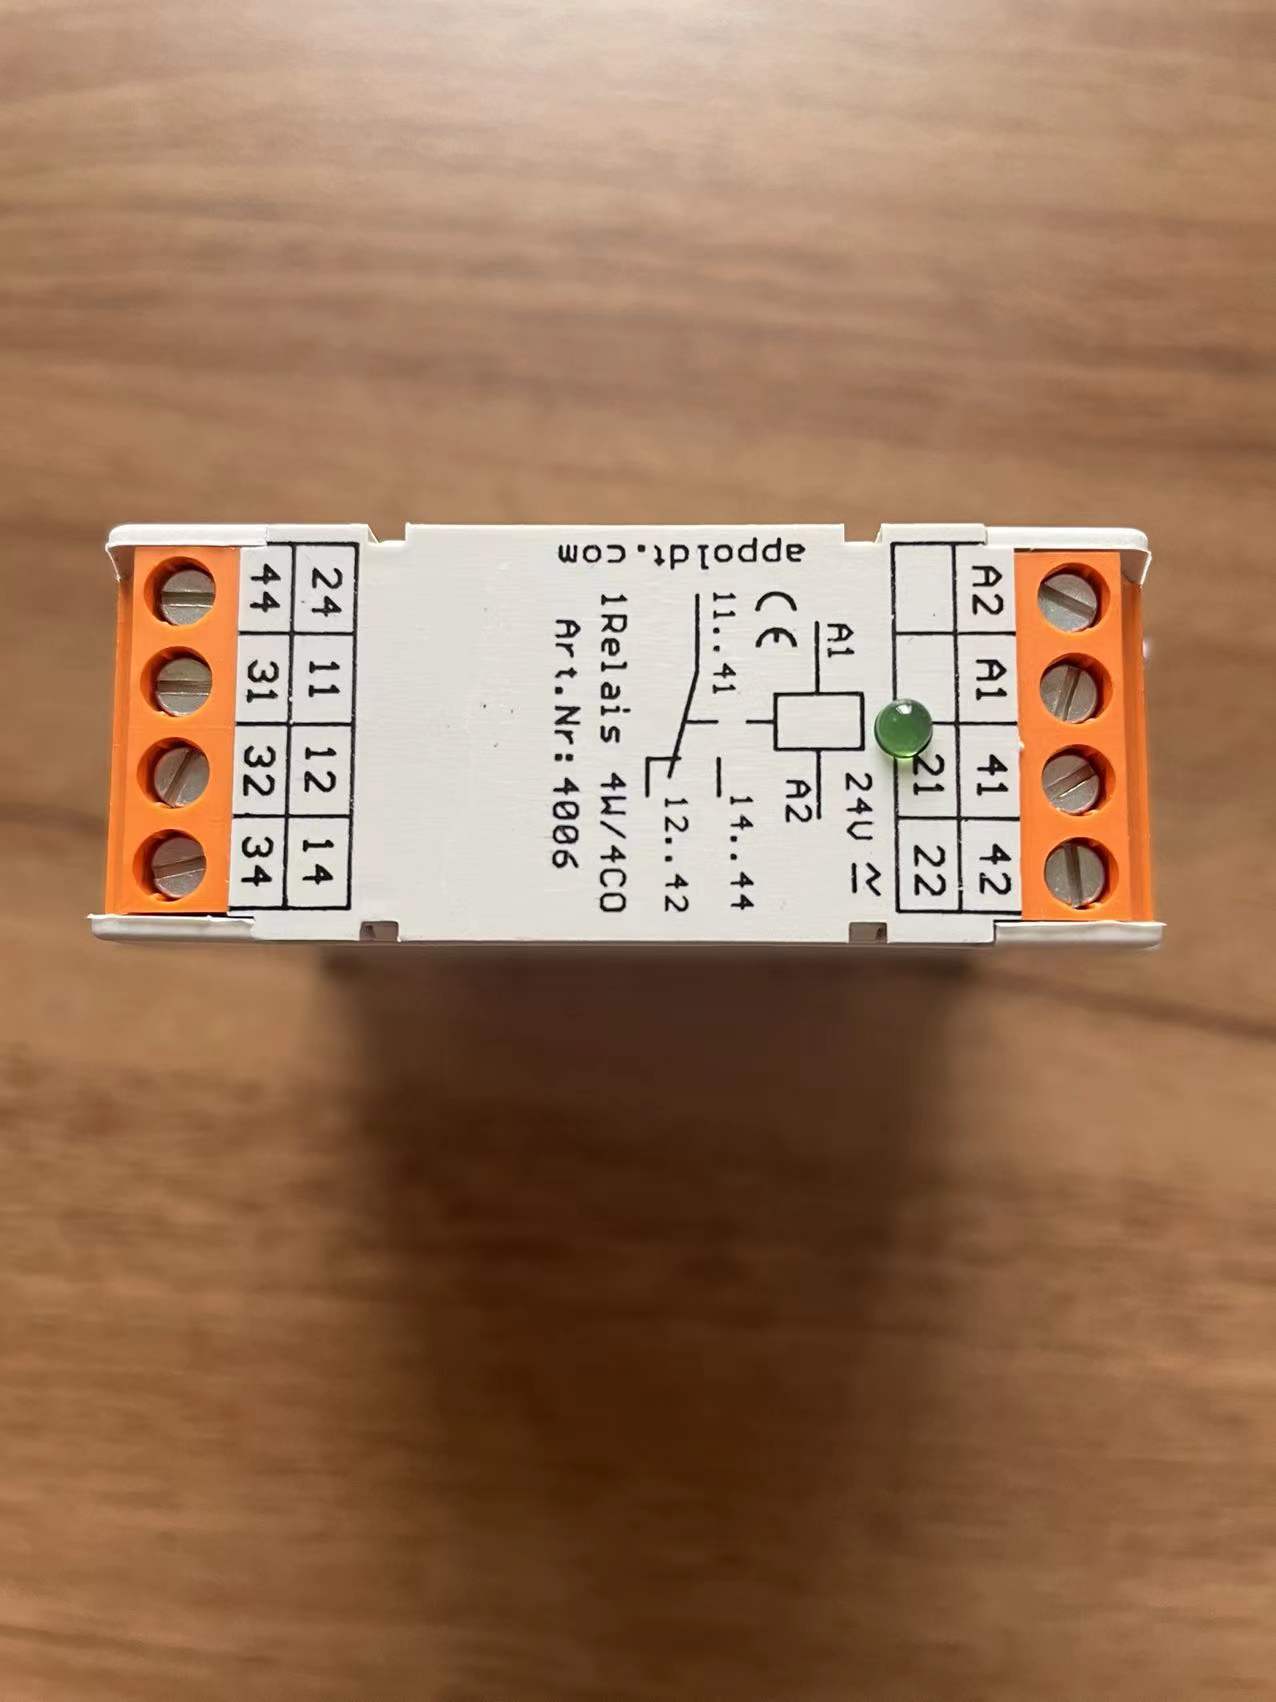 A2 A1 41 42
21 22
24V ≂
A1
A2
CE
14..44
11..41
12..42
1Relais 4W/4CO
Art.Nr:4006
appoldt.com
24 11 12 14
44 31 32 34